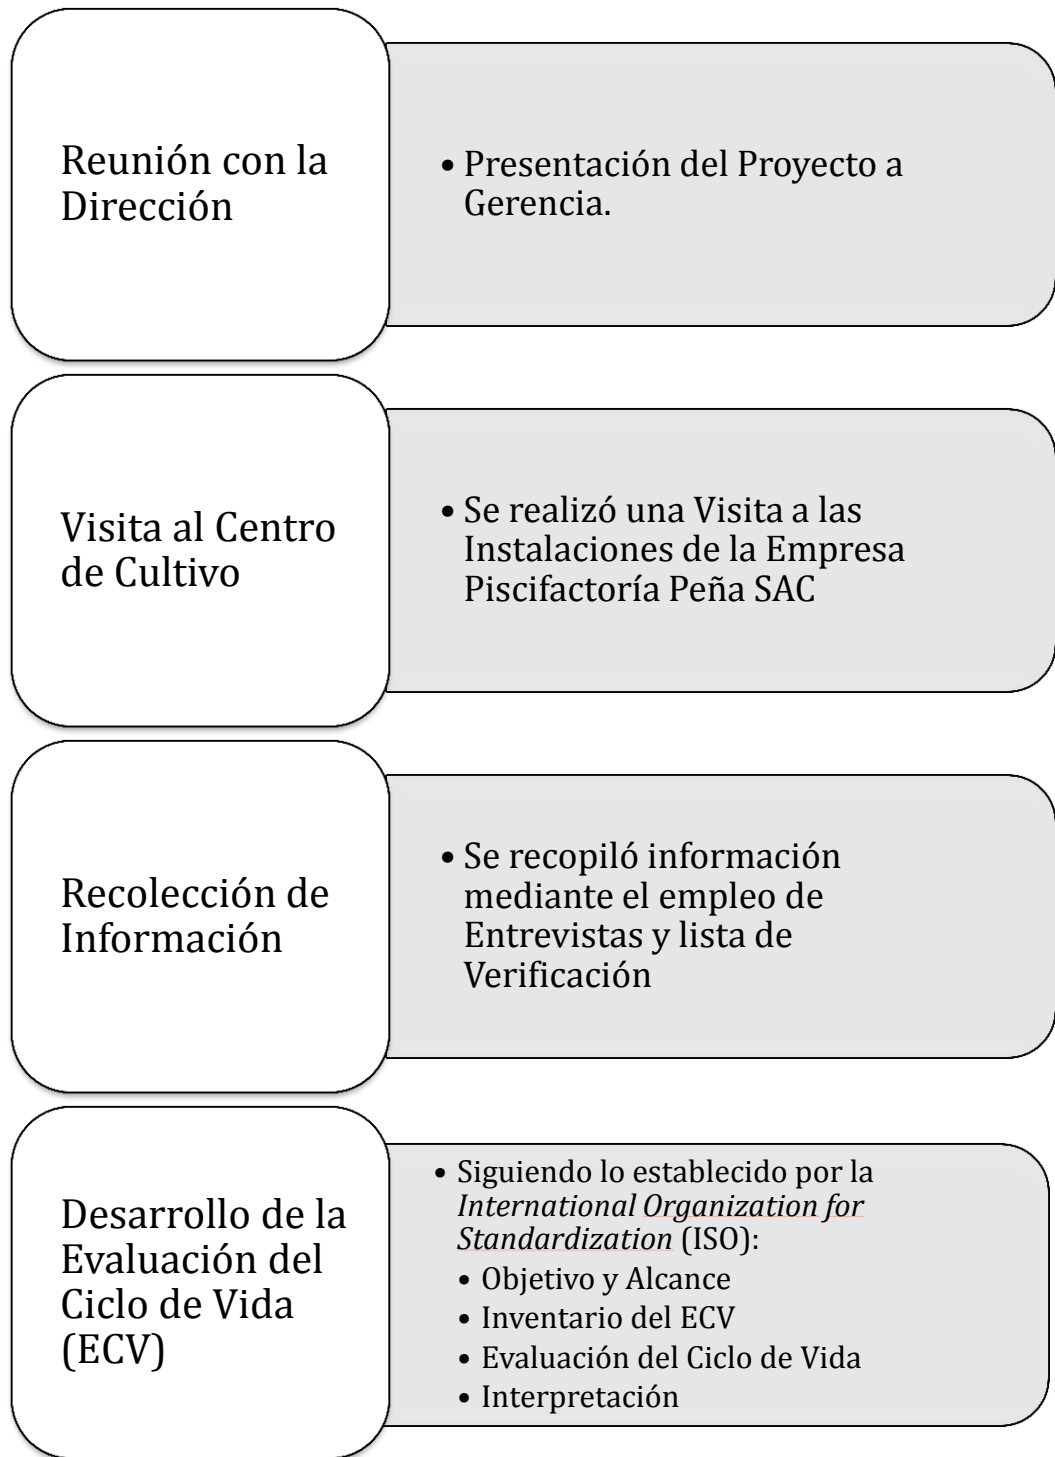 Reunión con la
Dirección
• Presentación del Proyecto a
Gerencia.
Visita al Centro
de Cultivo
• Se realizó una Visita a las
Instalaciones de la Empresa
Piscifactoría Peña SAC
Recolección de
Información
• Se recopiló información
mediante el empleo de
Entrevistas y lista de
Verificación
Desarrollo de la
Evaluación del
Ciclo de Vida
(ECV)
• Siguiendo lo establecido por la
International Organization for
Standardization (ISO):
• Objetivo y Alcance
• Inventario del ECV
• Evaluación del Ciclo de Vida
• Interpretación